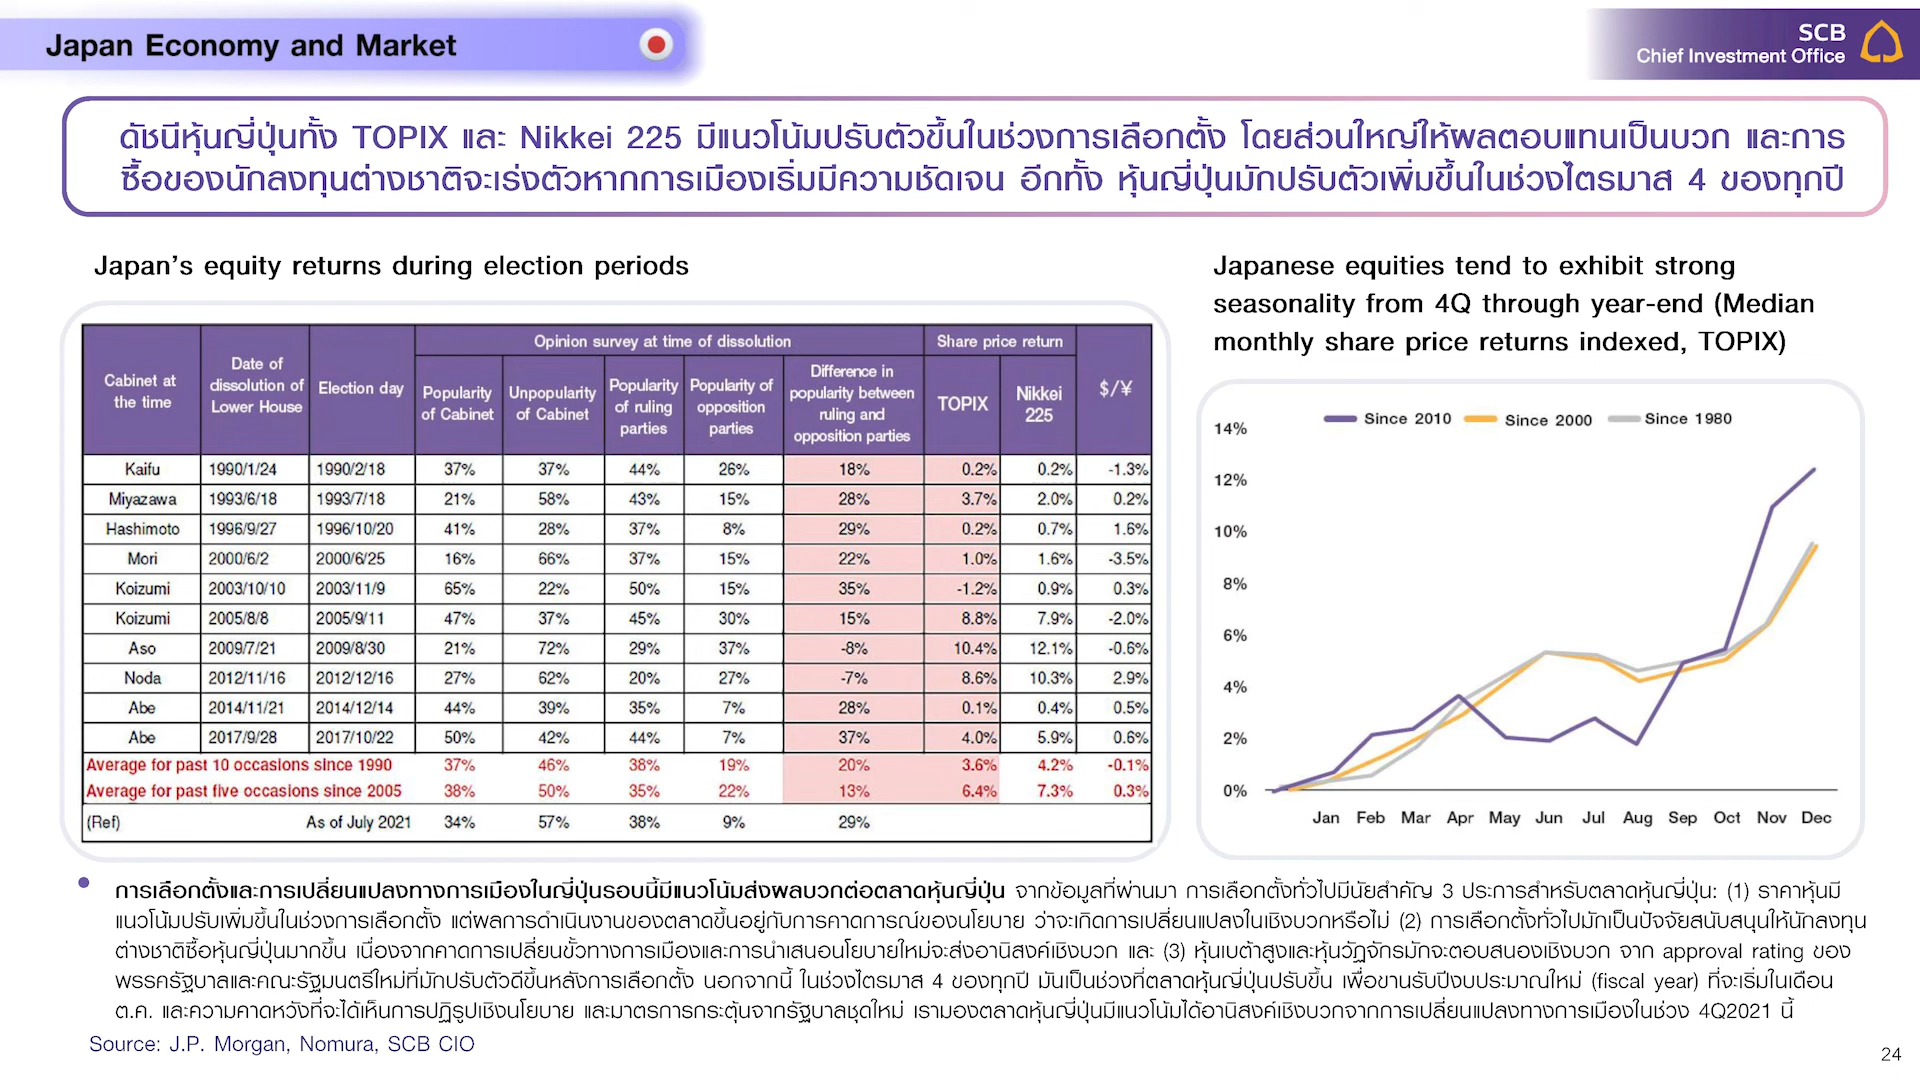 Japan Economy and Market
SCB
Chief Investment Office
ดัชนีหุ้นญี่ปุ่นทั้ง TOPIX และ Nikkei 225 มีแนวโน้มปรับตัวขึ้นในช่วงการเลือกตั้ง โดยส่วนใหญ่ให้ผลตอบแทนเป็นบวก และการ
ซื้อของนักลงทุนต่างชาติจะเร่งตัวหากการเมืองเริ่มมีความชัดเจน อีกทั้ง หุ้นญี่ปุ่นมักปรับตัวเพิ่มขึ้นในช่วงไตรมาส 4 ของทุกปี
Japan's equity returns during election periods
Cabinet at the time | Date of dissolution of Lower House | Election day | Opinion survey at time of dissolution | Share price return | $/¥
Popularity of Cabinet | Unpopularity of Cabinet | Popularity of ruling parties | Popularity of opposition parties | Difference in popularity between ruling and opposition parties | TOPIX | Nikkei 225
Kaifu 1990/1/24 1990/2/18 37% 37% 44% 26% 18% 0.2% 0.2% -1.3%
Miyazawa 1993/6/18 1993/7/18 21% 58% 43% 15% 28% 3.7% 2.0% 0.2%
Hashimoto 1996/9/27 1996/10/20 41% 28% 37% 8% 29% 0.2% 0.7% 1.6%
Mori 2000/6/2 2000/6/25 16% 66% 37% 15% 22% 1.0% 1.6% -3.5%
Koizumi 2003/10/10 2003/11/9 65% 22% 50% 15% 35% -1.2% 0.9% 0.3%
Koizumi 2005/8/8 2005/9/11 47% 37% 45% 30% 15% 8.8% 7.9% -2.0%
Aso 2009/7/21 2009/8/30 21% 72% 29% 37% -8% 10.4% 12.1% -0.6%
Noda 2012/11/16 2012/12/16 27% 62% 20% 27% -7% 8.6% 10.3% 2.9%
Abe 2014/11/21 2014/12/14 44% 39% 35% 7% 28% 0.1% 0.4% 0.5%
Abe 2017/9/28 2017/10/22 50% 42% 44% 7% 37% 4.0% 5.9% 0.6%
Average for past 10 occasions since 1990 37% 46% 38% 19% 20% 3.6% 4.2% -0.1%
Average for past five occasions since 2005 38% 50% 35% 22% 13% 6.4% 7.3% 0.3%
(Ref) As of July 2021 34% 57% 38% 9% 29%
Japanese equities tend to exhibit strong
seasonality from 4Q through year-end (Median
monthly share price returns indexed, TOPIX)
Since 2010 Since 2000 Since 1980
14%
12%
10%
8%
6%
4%
2%
0%
Jan Feb Mar Apr May Jun Jul Aug Sep Oct Nov Dec
• การเลือกตั้งและการเปลี่ยนแปลงทางการเมืองในญี่ปุ่นรอบนี้มีแนวโน้มส่งผลบวกต่อตลาดหุ้นญี่ปุ่น จากข้อมูลที่ผ่านมา การเลือกตั้งทั่วไปมีนัยสำคัญ 3 ประการสำหรับตลาดหุ้นญี่ปุ่น: (1) ราคาหุ้นมี
แนวโน้มปรับเพิ่มขึ้นในช่วงการเลือกตั้ง แต่ผลการดำเนินงานของตลาดขึ้นอยู่กับการคาดการณ์ของนโยบาย ว่าจะเกิดการเปลี่ยนแปลงในเชิงบวกหรือไม่ (2) การเลือกตั้งทั่วไปมักเป็นปัจจัยสนับสนุนให้นักลงทุน
ต่างชาติซื้อหุ้นญี่ปุ่นมากขึ้น เนื่องจากคาดการเปลี่ยนขั้วทางการเมืองและการนำเสนอนโยบายใหม่จะส่งอานิสงค์เชิงบวก และ (3) หุ้นเบต้าสูงและหุ้นวัฏจักรมักจะตอบสนองเชิงบวก จาก approval rating ของ
พรรครัฐบาลและคณะรัฐมนตรีใหม่ที่มักปรับตัวดีขึ้นหลังการเลือกตั้ง นอกจากนี้ ในช่วงไตรมาส 4 ของทุกปี มันเป็นช่วงที่ตลาดหุ้นญี่ปุ่นปรับขึ้น เพื่อขานรับปีงบประมาณใหม่ (fiscal year) ที่จะเริ่มในเดือน
ต.ค. และความคาดหวังที่จะได้เห็นการปฏิรูปเชิงนโยบาย และมาตรการกระตุ้นจากรัฐบาลชุดใหม่ เรามองตลาดหุ้นญี่ปุ่นมีแนวโน้มได้อานิสงค์เชิงบวกจากการเปลี่ยนแปลงทางการเมืองในช่วง 4Q2021 นี้
Source: J.P. Morgan, Nomura, SCB CIO
24